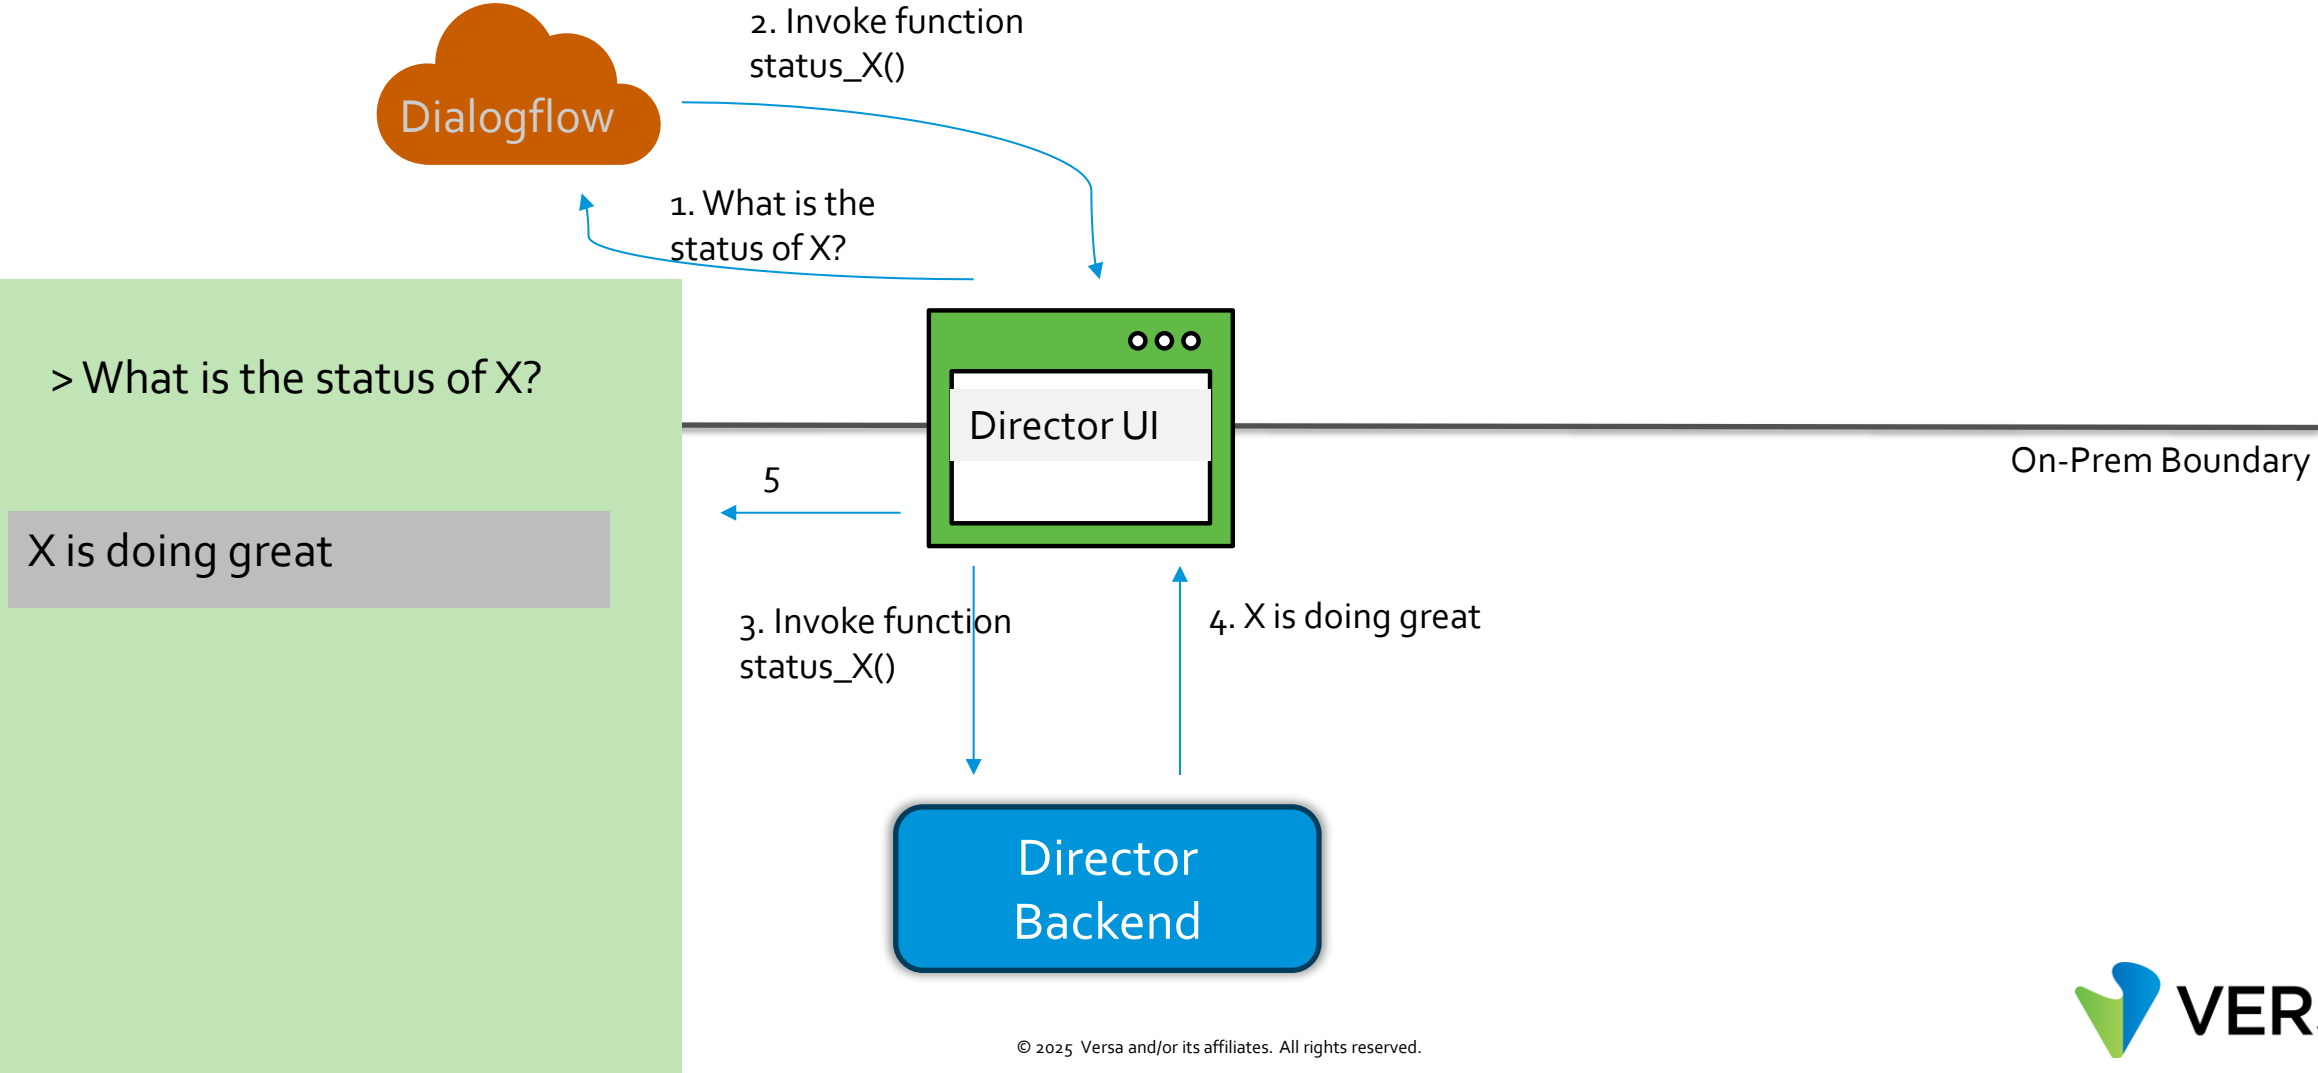 2. Invoke function
status_X()
Dialogflow
1. What is the
status of X?
> What is the status of X?
Director UI
On-Prem Boundary
5
X is doing great
3. Invoke function
status_X()
4. X is doing great
Director
Backend
VER
© 2025 Versa and/or its affiliates. All rights reserved.